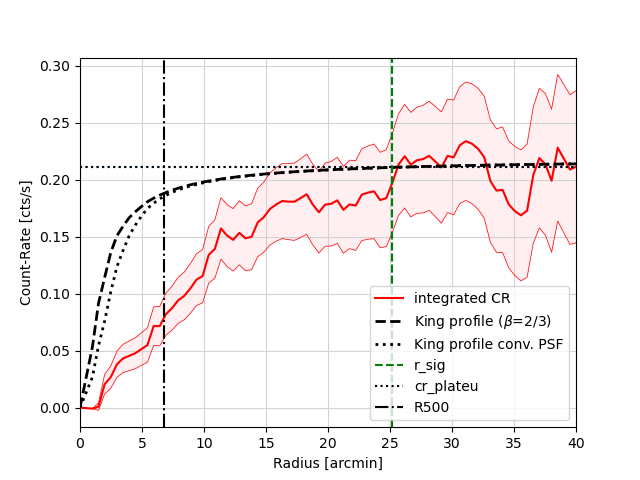 0.30
0.25
0.20
0.15
0.10
0.05
0.00
Count-Rate [cts/s]
integrated CR
King profile (β=2/3)
King profile conv. PSF
r_sig
cr_plateu
R500
0 5 10 15 20 25 30 35 40
Radius [arcmin]